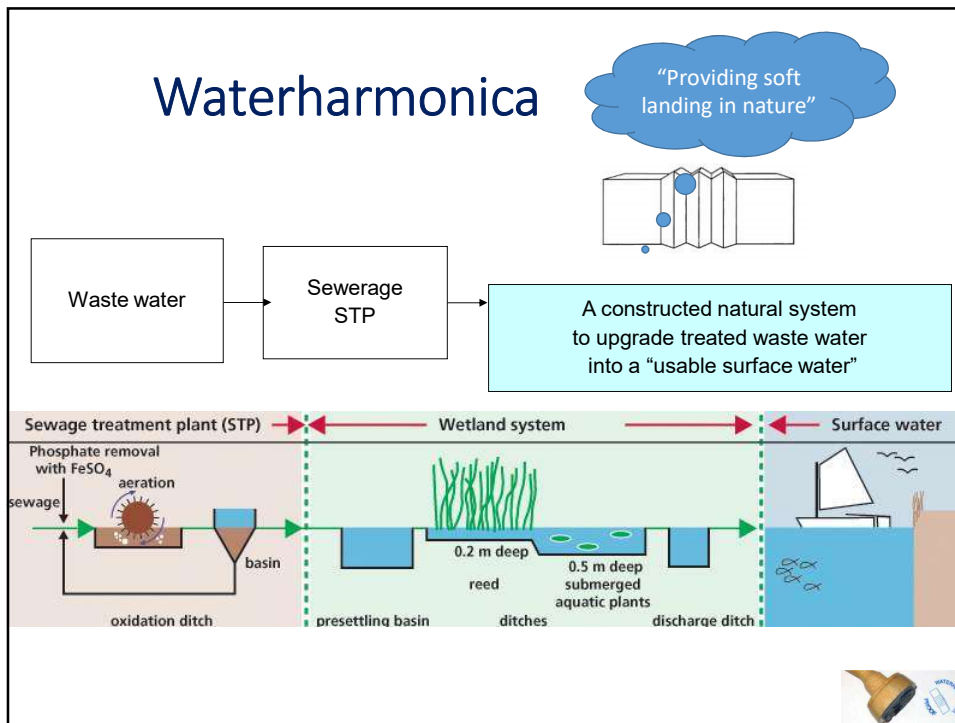 Waterharmonica
“Providing soft
landing in nature”
Waste water
Sewerage
STP
A constructed natural system
to upgrade treated waste water
into a “usable surface water”
Sewage treatment plant (STP)
Wetland system
Surface water
Phosphate removal
with FeSO₄
aeration
sewage
basin
0.2 m deep
reed
0.5 m deep
submerged
aquatic plants
oxidation ditch
presettling basin
ditches
discharge ditch
PROOF